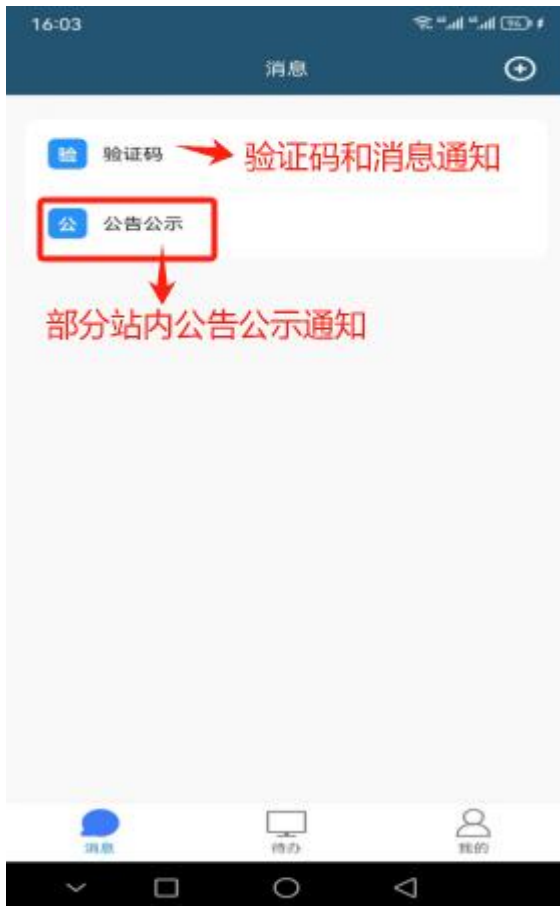 16:03
消息
验 验证码 验证码和消息通知
公 公告公示
部分站内公告公示通知
消息 待办 我的